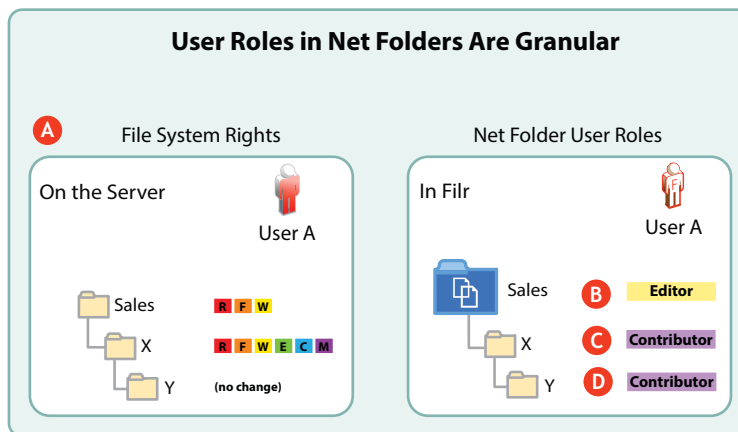 User Roles in Net Folders Are Granular
A File System Rights
Net Folder User Roles
On the Server
User A
Sales R F W
X R F W E C M
Y (no change)
In Filr
F
User A
Sales B Editor
X C Contributor
Y D Contributor